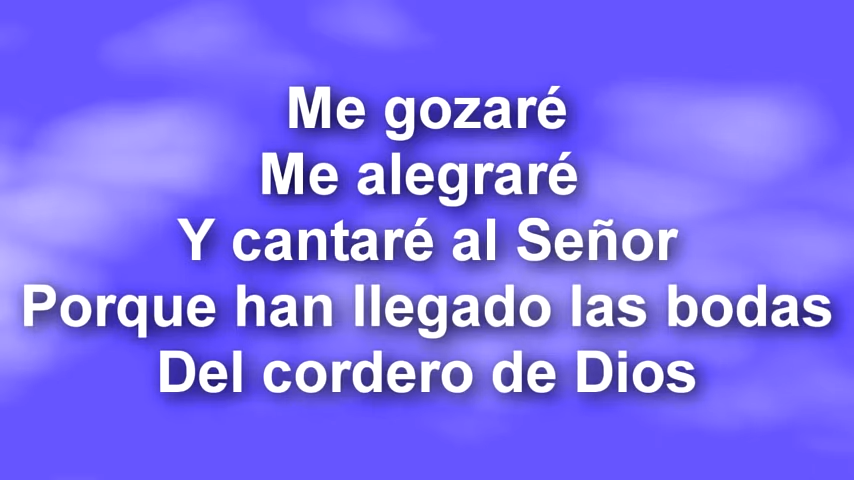 Me gozaré
Me alegraré
Y cantaré al Señor
Porque han llegado las bodas
Del cordero de Dios